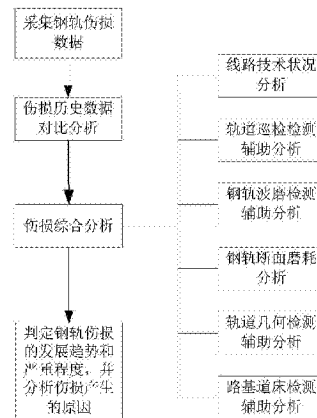 采集钢轨伤损
数据
伤损历史数据
对比分析
伤损综合分析
判定钢轨伤损
的发展趋势和
严重程度，并
分析伤损产生
的原因
线路技术状况
分析
轨道巡检检测
辅助分析
钢轨波磨检测
辅助分析
钢轨断面磨耗
分析
轨道几何检测
辅助分析
路基道床检测
辅助分析